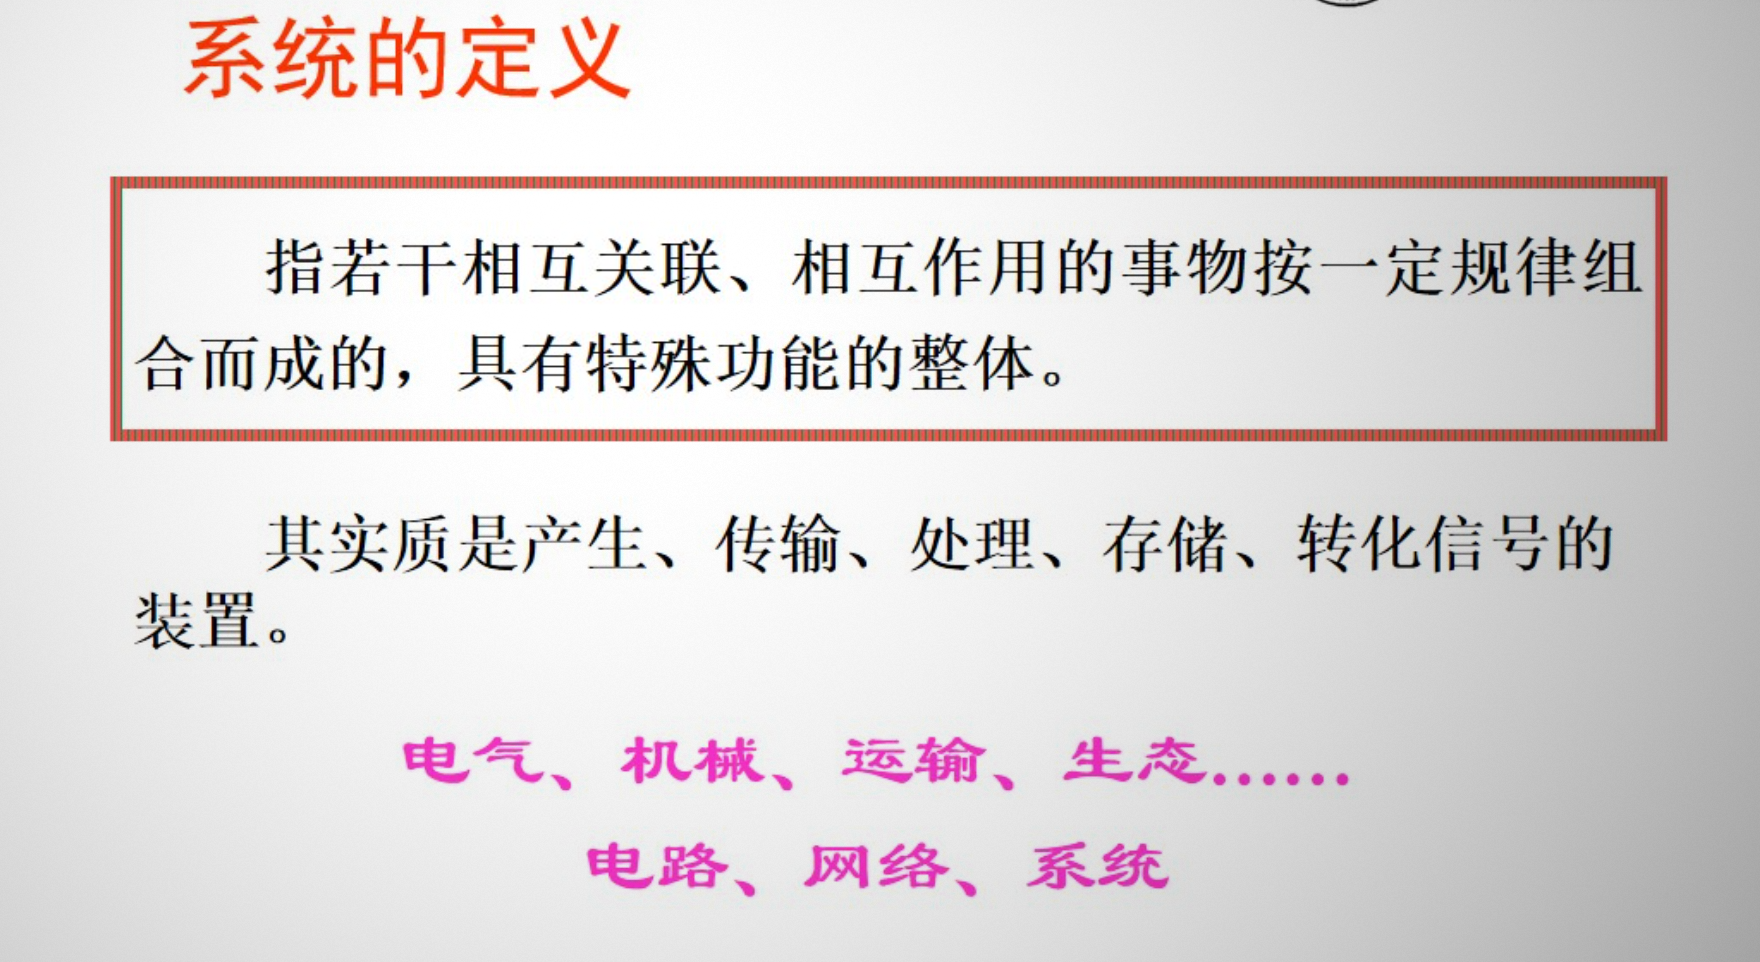 系统的定义
指若干相互关联、相互作用的事物按一定规律组
合而成的，具有特殊功能的整体。
其实质是产生、传输、处理、存储、转化信号的
装置。
电气、机械、运输、生态……
电路、网络、系统